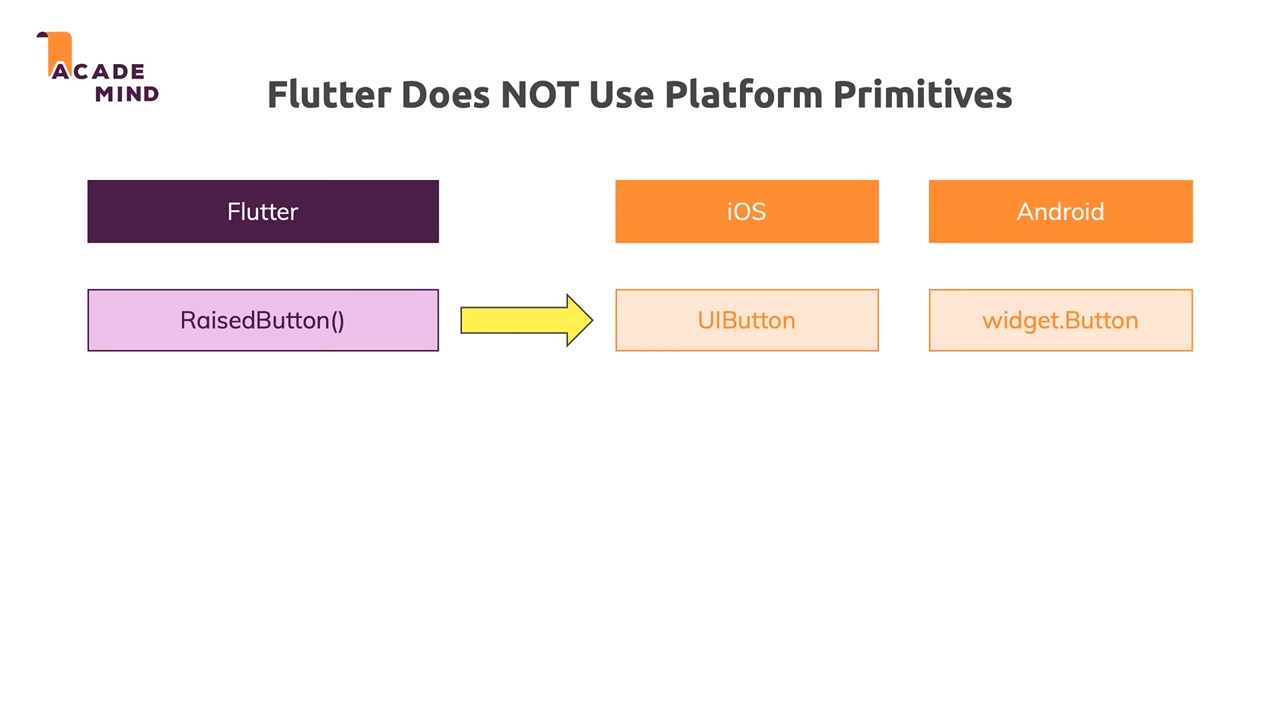 ACADE
MIND
Flutter Does NOT Use Platform Primitives
Flutter
iOS
Android
RaisedButton()
UIButton
widget.Button